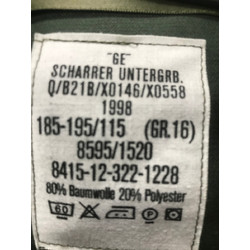 "GE"
SCHARRER UNTERGRB.
Q/B21B/X0146/X0558
1998
185-195/115 (GR.16)
8595/1520
8415-12-322-1228
80% Baumwolle 20% Polyester
60 P